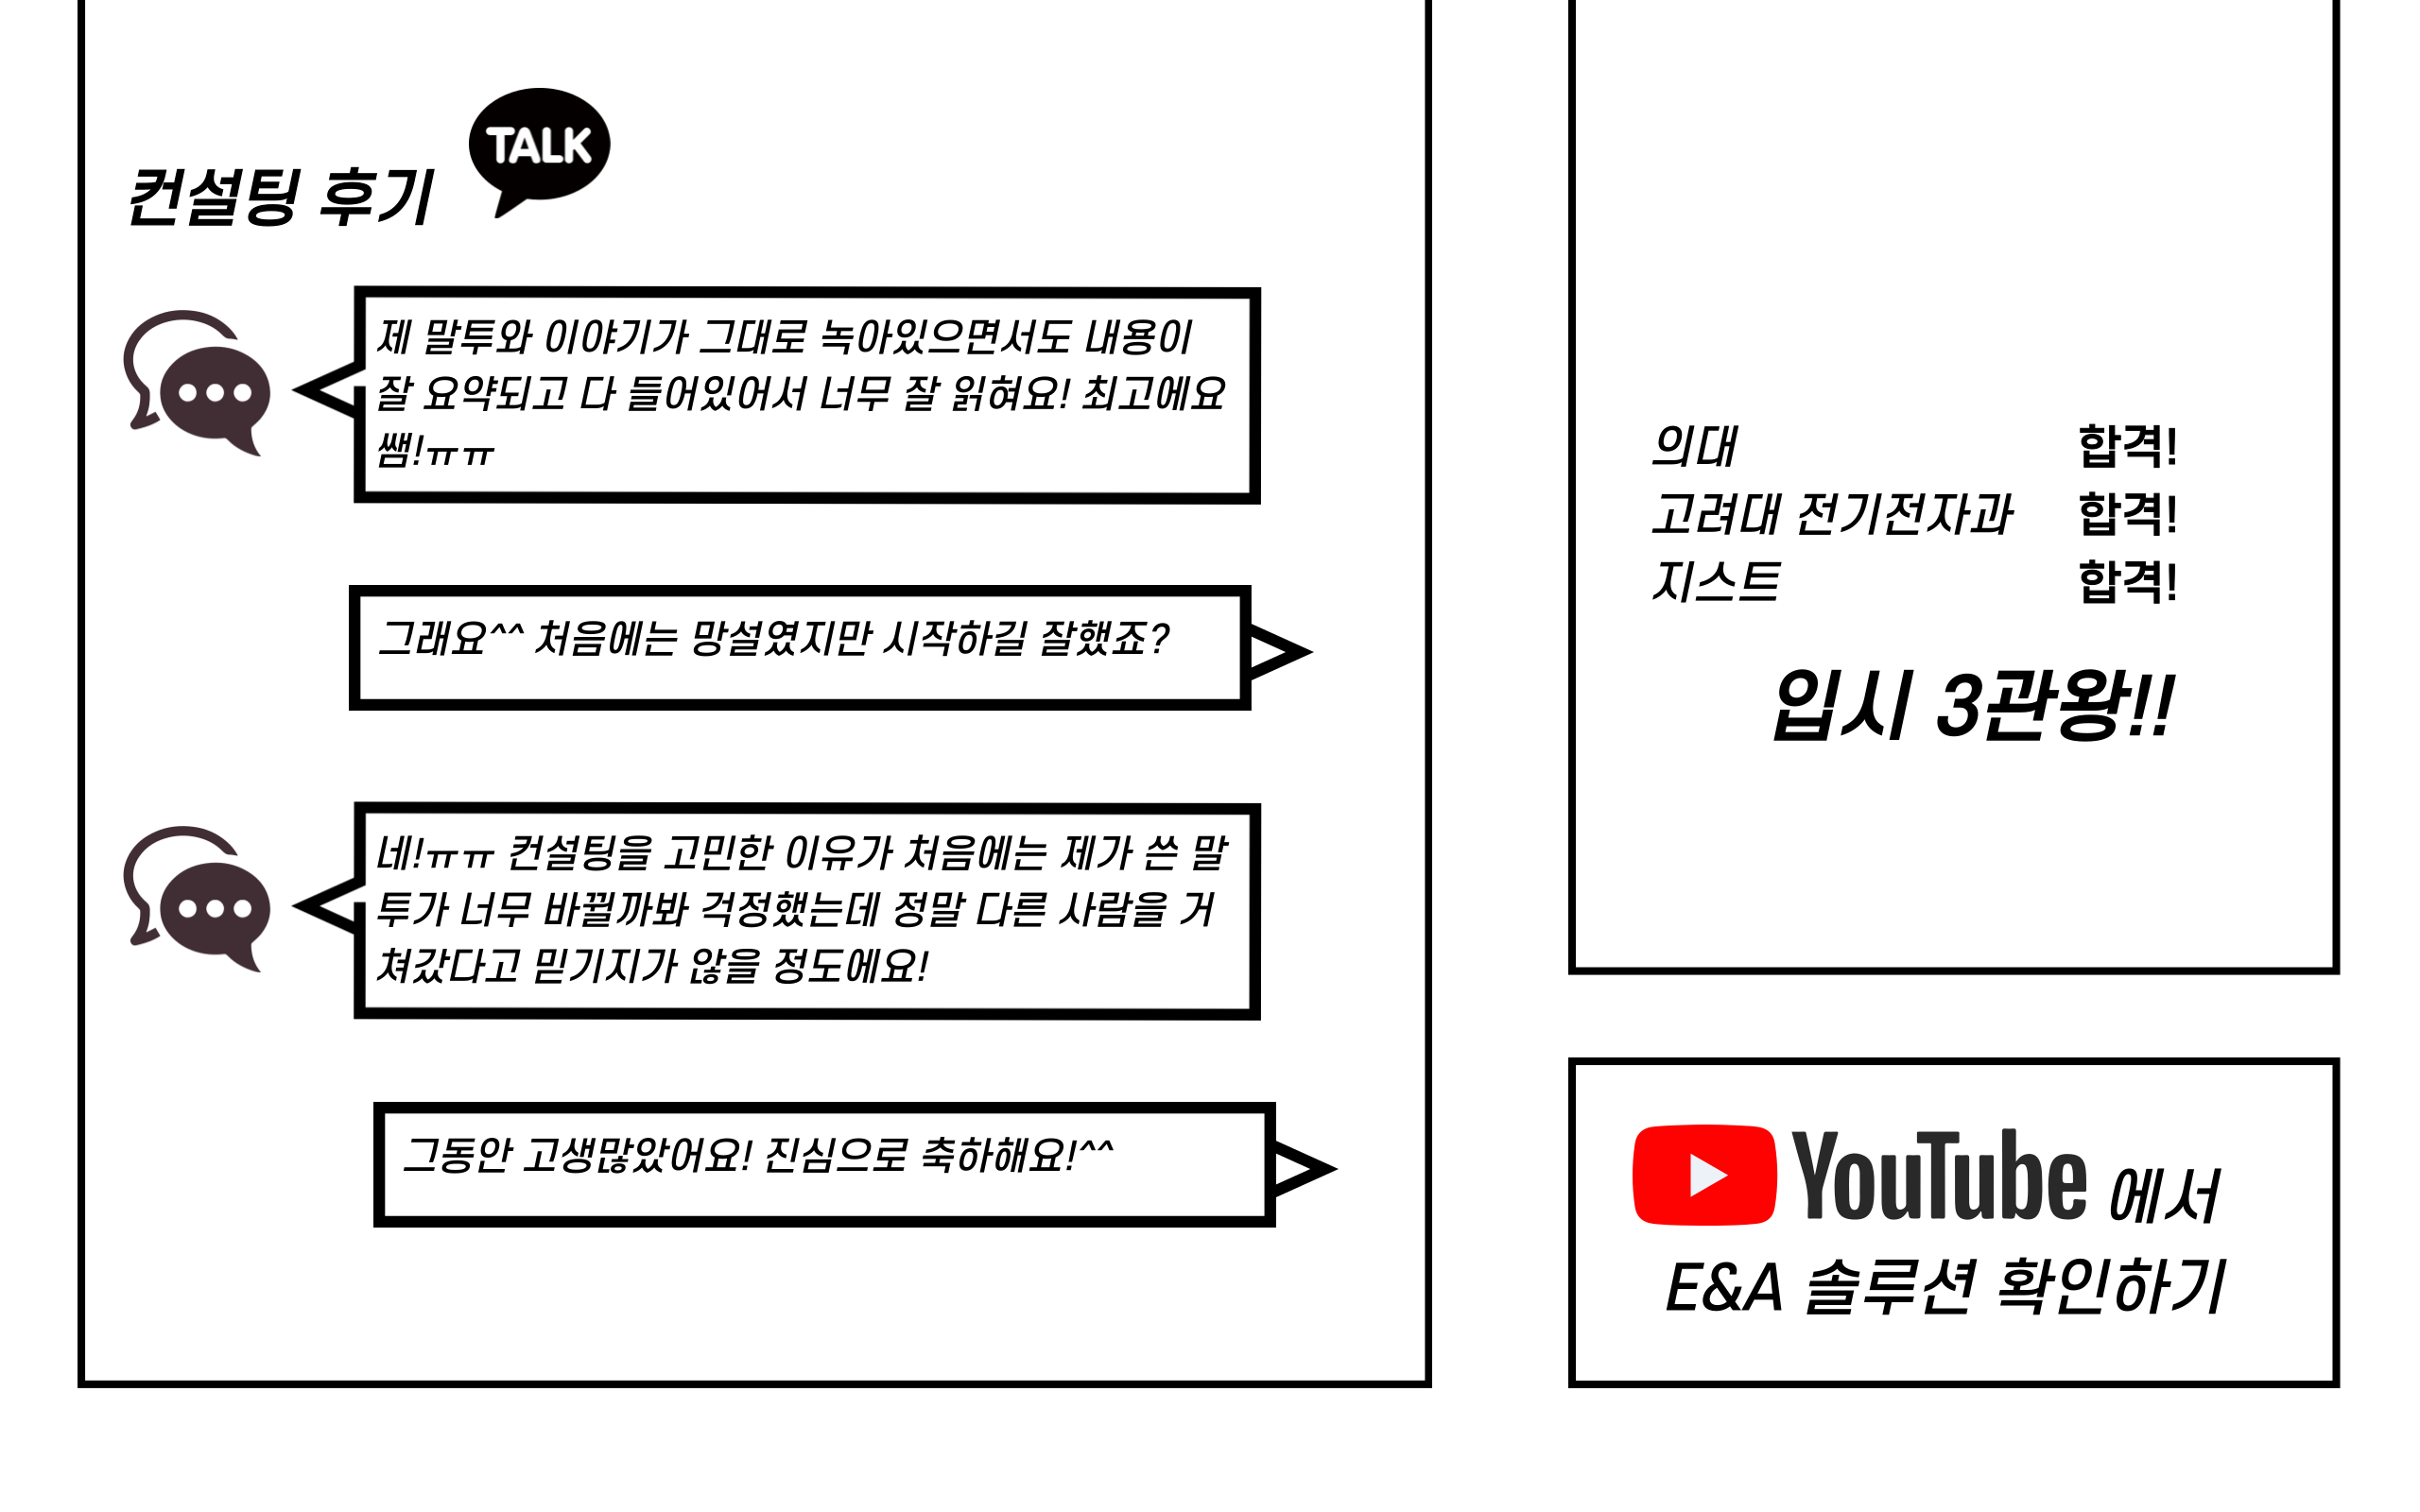 컨설팅 후기
TALK
제 말투와 이야기가 그대로 녹아있으면서도 내용이
잘 요약되고 다 들어있어서 너무 잘 읽혀요! 최고에요
쌤!ㅠㅠ
그래요^^ 처음에는 망설였지만 시작하길 잘했죠?
네!ㅠㅠ 컨설팅을 고민한 이유가 처음에는 제가 쓴 말
투가 너무 바뀔까봐 걱정했는데 정말 다른 사람을 거
쳐갔다고 믿기지가 않을 정도에요!
그동안 고생많았어요! 진심으로 축하해요!^^
의대 합격!
고려대 전기전자과 합격!
지스트 합격!
입시 3관왕!!
YouTube 에서
E&A 솔루션 확인하기